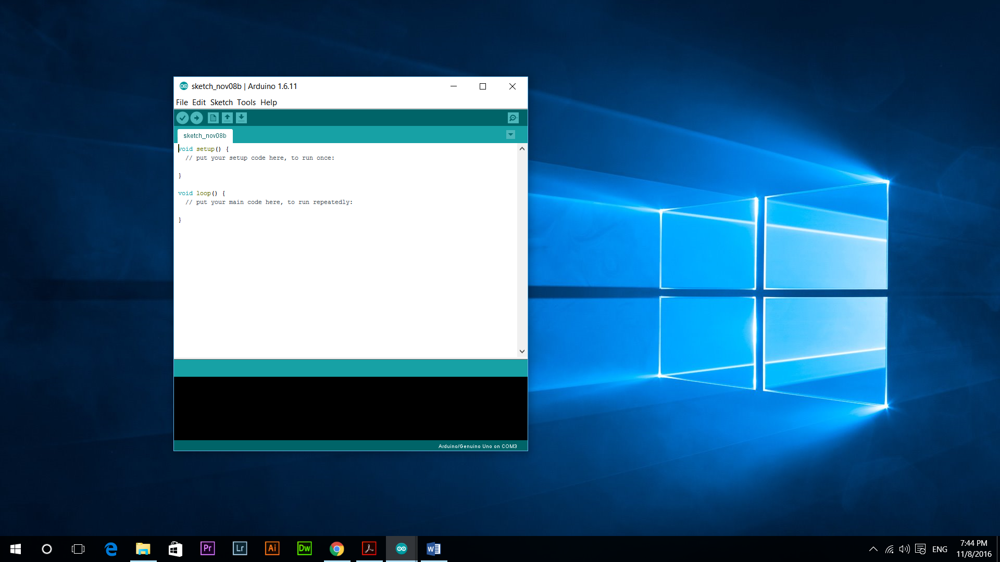 sketch_nov08b | Arduino 1.6.11
File Edit Sketch Tools Help
sketch_nov08b
void setup() {
  // put your setup code here, to run once:
}
void loop() {
  // put your main code here, to run repeatedly:
}
Arduino/Genuino Uno on COM3
Pr
Lr
Ai
Dw
ENG
7:44 PM
11/8/2016